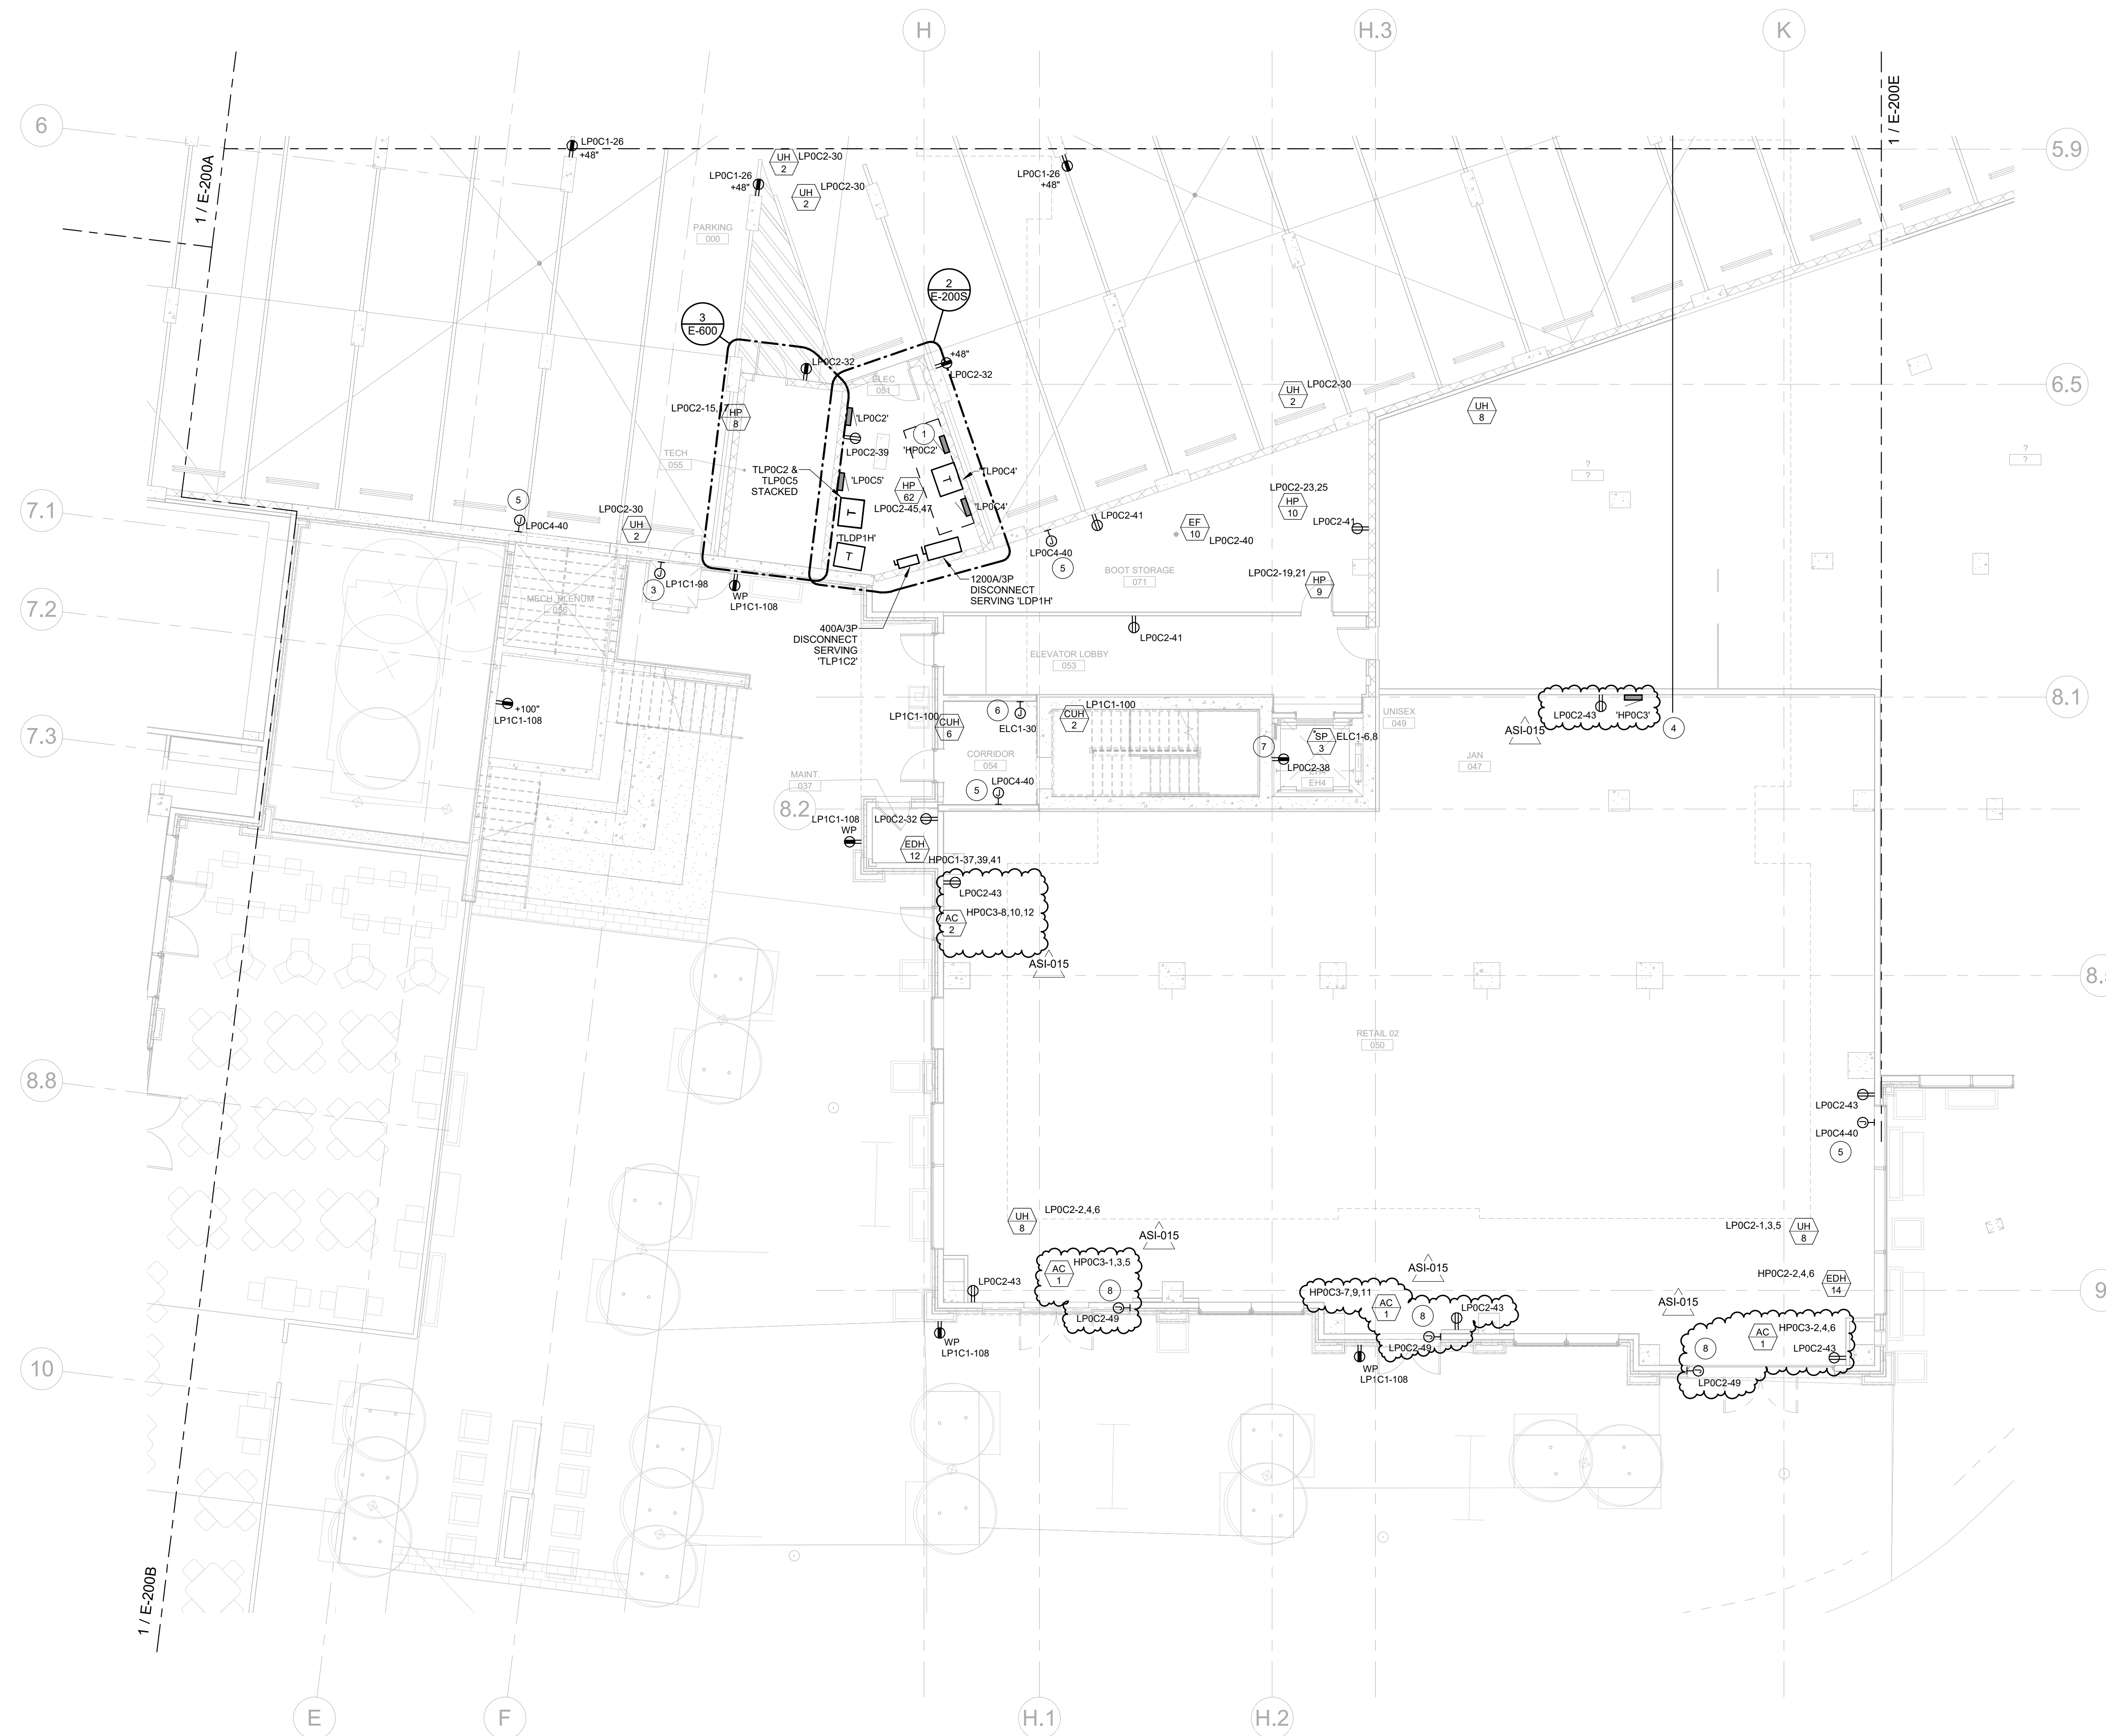 H
H.3
K
6
5.9
1 / E-200A
1 / E-200E
LP0C1-26
+48"
UH
2
LP0C2-30
LP0C1-26
+48"
UH
2
LP0C2-30
LP0C1-26
+48"
PARKING
000
2
E-200S
3
E-600
LP0C2-32
+48"
LP0C2-32
ELEC
051
6.5
UH
2
LP0C2-30
UH
8
LP0C2-15,17
HP
8
'LP0C2'
1
'HP0C2'
LP0C2-39
TECH
055
TLP0C2 &
TLP0C5
STACKED
'LP0C5'
T
'TLP0C4'
HP
62
LP0C2-45,47
'LP0C4'
T
'TLDP1H'
T
?
?
?
?
7.1
5
LP0C4-40
LP0C2-30
UH
2
LP0C2-41
LP0C2-23,25
HP
10
LP0C2-41
EF
10
LP0C2-40
LP0C4-40
5
BOOT STORAGE
071
LP0C2-19,21
HP
9
1200A/3P
DISCONNECT
SERVING 'LDP1H'
3
LP1C1-98
WP
LP1C1-108
MECH PLENUM
056
7.2
400A/3P
DISCONNECT
SERVING
'TLP1C2'
LP0C2-41
ELEVATOR LOBBY
053
+100"
LP1C1-108
LP1C1-100
CUH
6
6
ELC1-30
CUH
2
LP1C1-100
UNISEX
049
LP0C2-43
'HP0C3'
ASI-015
4
8.1
7.3
CORRIDOR
054
7
SP
3
ELC1-6,8
LP0C2-38
EH4
EH4
JAN
047
MAINT.
037
5
LP0C4-40
8.2
LP1C1-108
WP
LP0C2-32
EDH
12
HP0C1-37,39,41
LP0C2-43
AC
2
HP0C3-8,10,12
ASI-015
RETAIL 02
050
8.8
LP0C2-43
LP0C4-40
5
UH
8
LP0C2-2,4,6
LP0C2-1,3,5
UH
8
ASI-015
AC
1
HP0C3-1,3,5
8
LP0C2-49
LP0C2-43
ASI-015
HP0C3-7,9,11
AC
1
8
LP0C2-43
LP0C2-49
HP0C2-2,4,6
EDH
14
ASI-015
AC
1
HP0C3-2,4,6
8
LP0C2-43
LP0C2-49
WP
LP1C1-108
WP
LP1C1-108
9
10
1 / E-200B
E
F
H.1
H.2